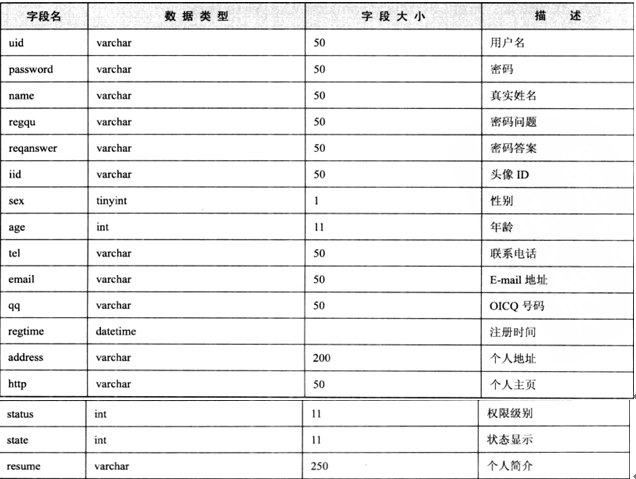 字段名 数据类型 字段大小 描述
uid varchar 50 用户名
password varchar 50 密码
name varchar 50 真实姓名
regqu varchar 50 密码问题
reqanswer varchar 50 密码答案
iid varchar 50 头像 ID
sex tinyint 1 性别
age int 11 年龄
tel varchar 50 联系电话
email varchar 50 E-mail 地址
qq varchar 50 OICQ 号码
regtime datetime 注册时间
address varchar 200 个人地址
http varchar 50 个人主页
status int 11 权限级别
state int 11 状态显示
resume varchar 250 个人简介